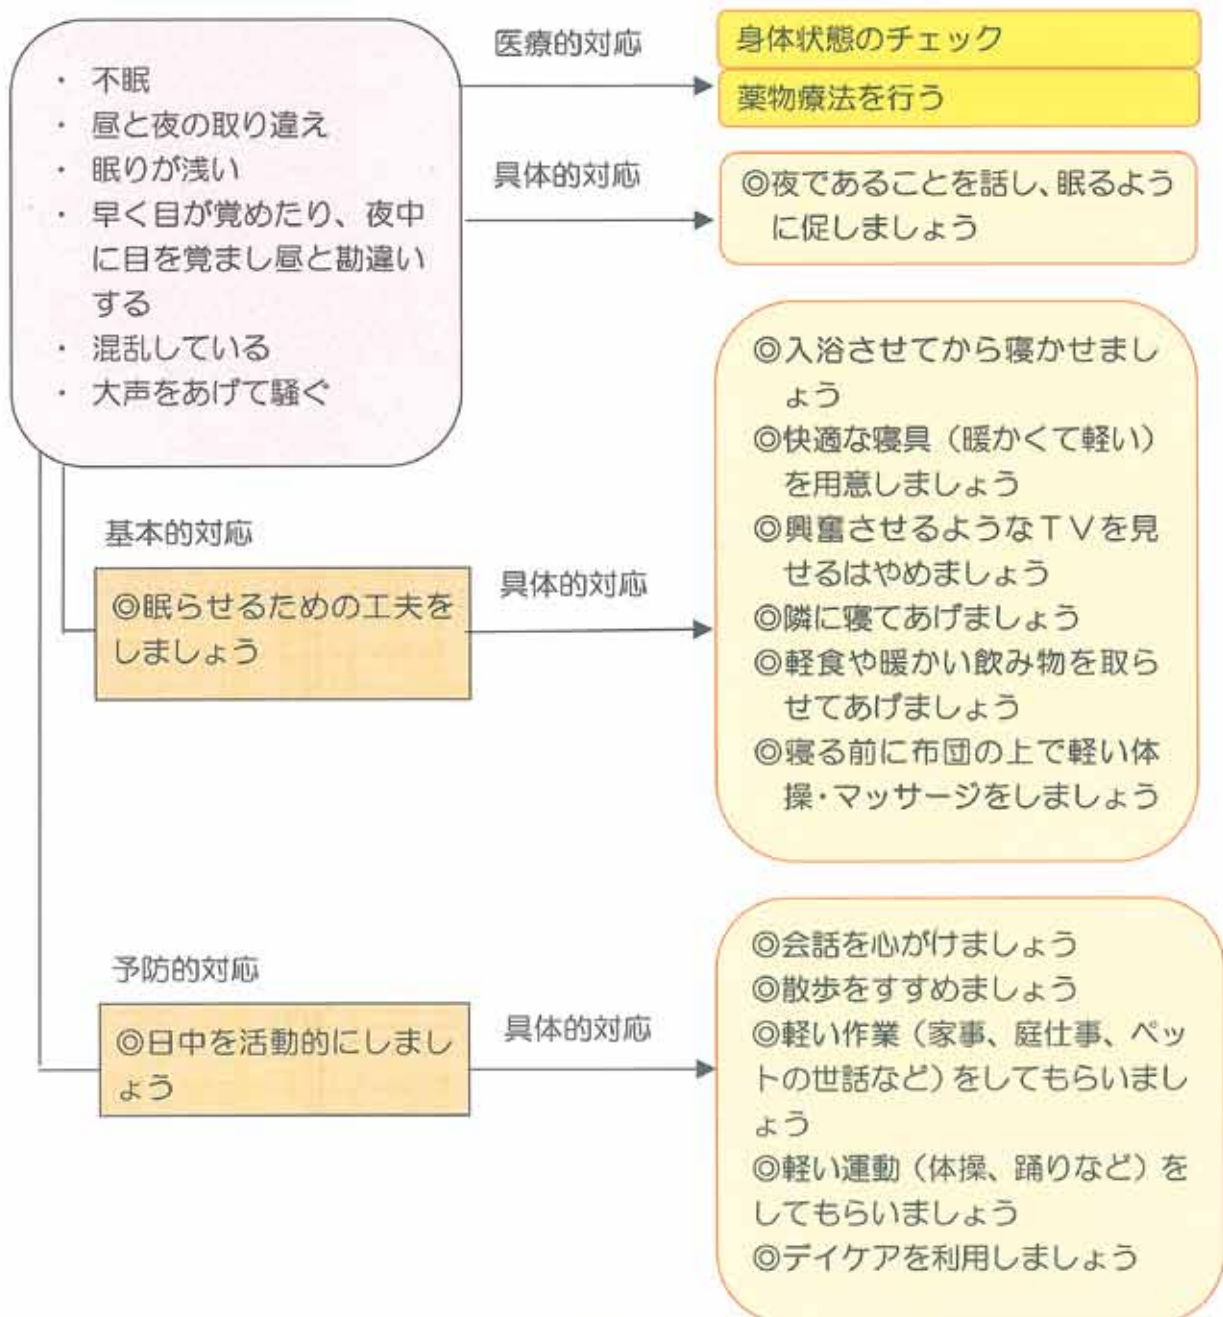 ・ 不眠
・ 昼と夜の取り違え
・ 眠りが浅い
・ 早く目が覚めたり、夜中
に目を覚まし昼と勘違い
する
・ 混乱している
・ 大声をあげて騒ぐ
医療的対応
身体状態のチェック
薬物療法を行う
具体的対応
◎夜であることを話し、眠るよう
に促しましょう
基本的対応
◎眠らせるための工夫を
しましょう
具体的対応
◎入浴させてから寝かせまし
ょう
◎快適な寝具（暖かくて軽い）
を用意しましょう
◎興奮させるようなＴＶを見
せるはやめましょう
◎隣に寝てあげましょう
◎軽食や暖かい飲み物を取ら
せてあげましょう
◎寝る前に布団の上で軽い体
操・マッサージをしましょう
予防的対応
◎日中を活動的にしまし
ょう
具体的対応
◎会話を心がけましょう
◎散歩をすすめましょう
◎軽い作業（家事、庭仕事、ペッ
トの世話など）をしてもらいまし
ょう
◎軽い運動（体操、踊りなど）を
してもらいましょう
◎デイケアを利用しましょう